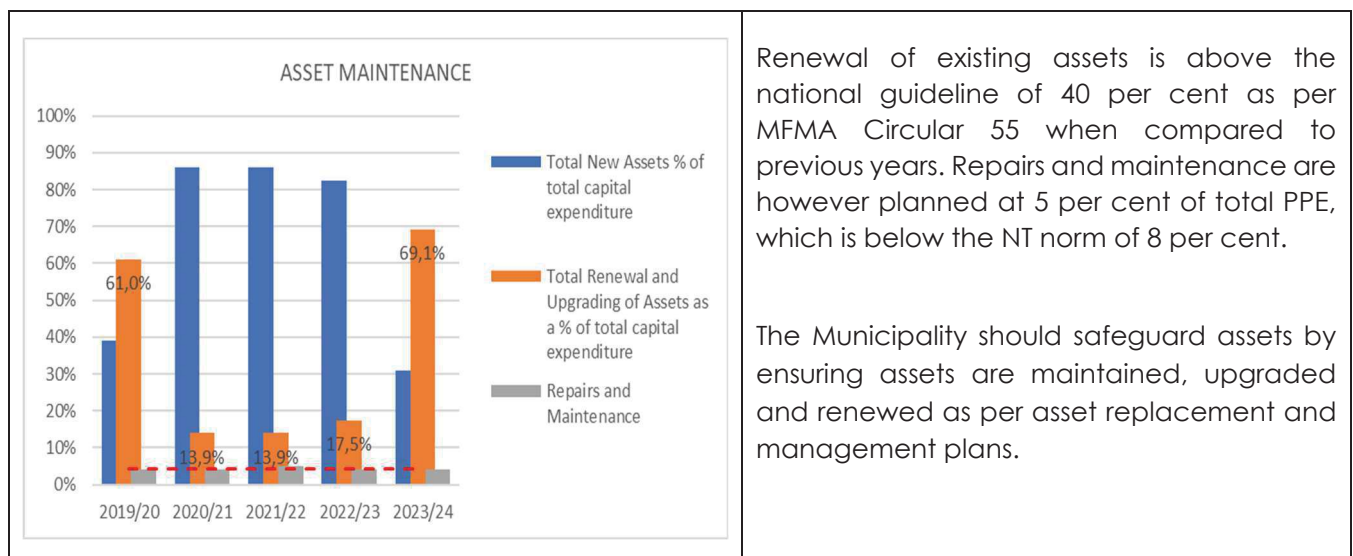 ASSET MAINTENANCE
100%
90%
80%
70%
60%
50%
40%
30%
20%
10%
0%
61,0%
13,9%
13,9%
17,5%
69,1%
2019/20 2020/21 2021/22 2022/23 2023/24
Total New Assets % of
total capital
expenditure
Total Renewal and
Upgrading of Assets as
a % of total capital
expenditure
Repairs and
Maintenance
Renewal of existing assets is above the
national guideline of 40 per cent as per
MFMA Circular 55 when compared to
previous years. Repairs and maintenance are
however planned at 5 per cent of total PPE,
which is below the NT norm of 8 per cent.
The Municipality should safeguard assets by
ensuring assets are maintained, upgraded
and renewed as per asset replacement and
management plans.